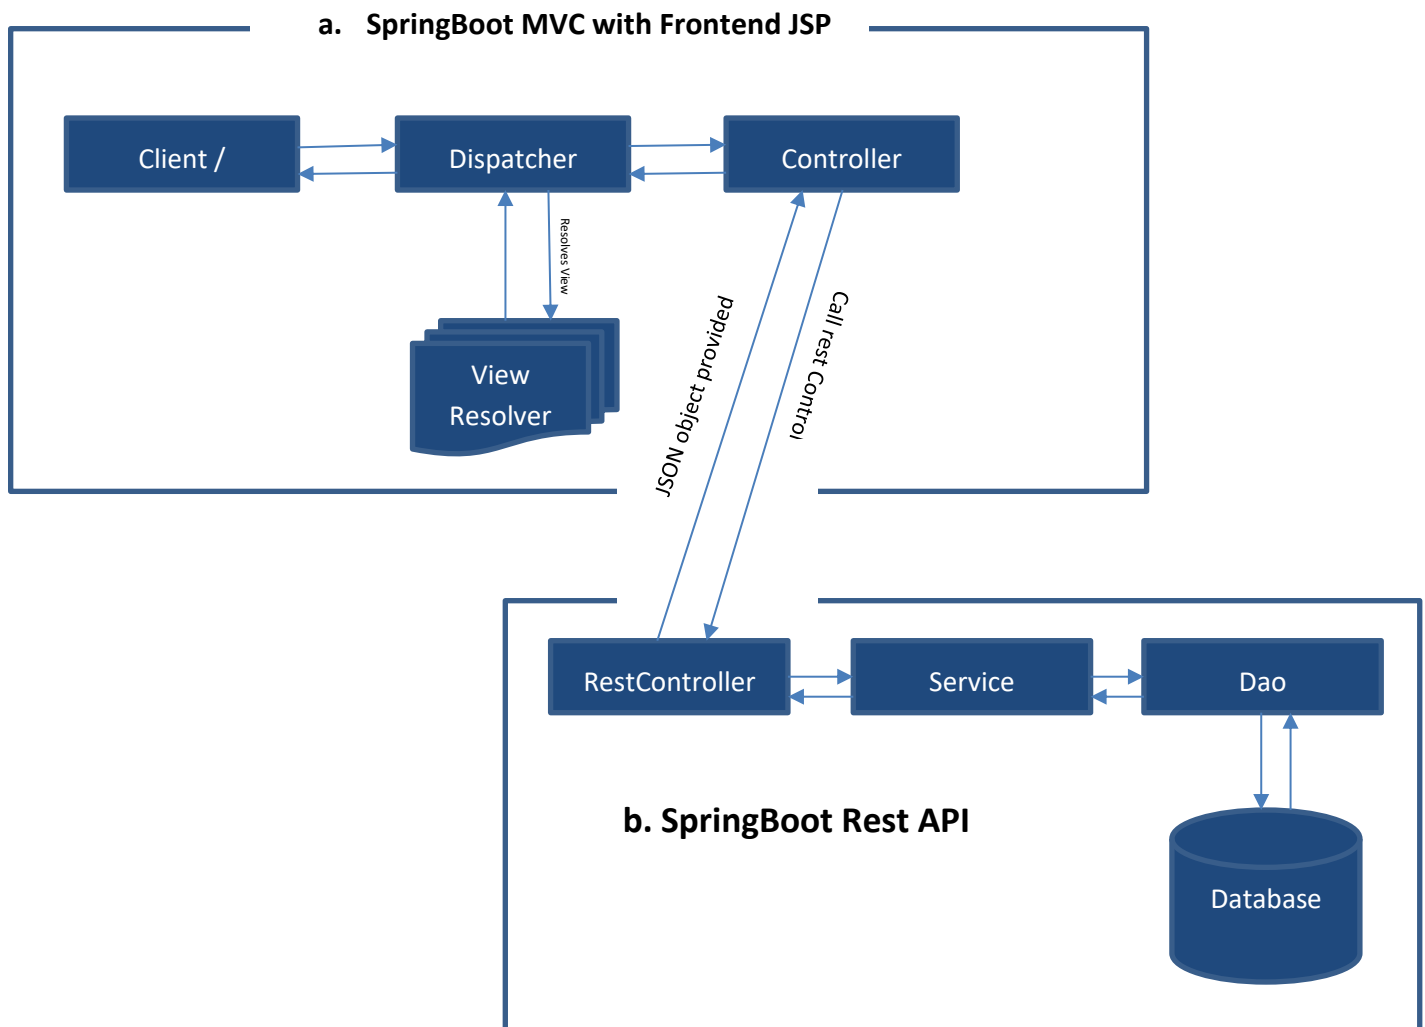 a. SpringBoot MVC with Frontend JSP
Client /
Dispatcher
Controller
Resolves View
View
Resolver
JSON object provided
Call rest Control
RestController
Service
Dao
b. SpringBoot Rest API
Database